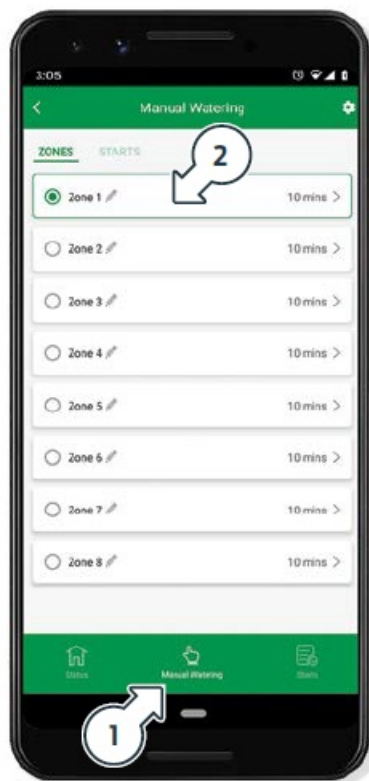 3:05
Manual Watering
ZONES STARTS
2
Zone 1 10 mins >
Zone 2 10 mins >
Zone 3 10 mins >
Zone 4 10 mins >
Zone 5 10 mins >
Zone 6 10 mins >
Zone 7 10 mins >
Zone 8 10 mins >
Status Manual Watering Starts
1